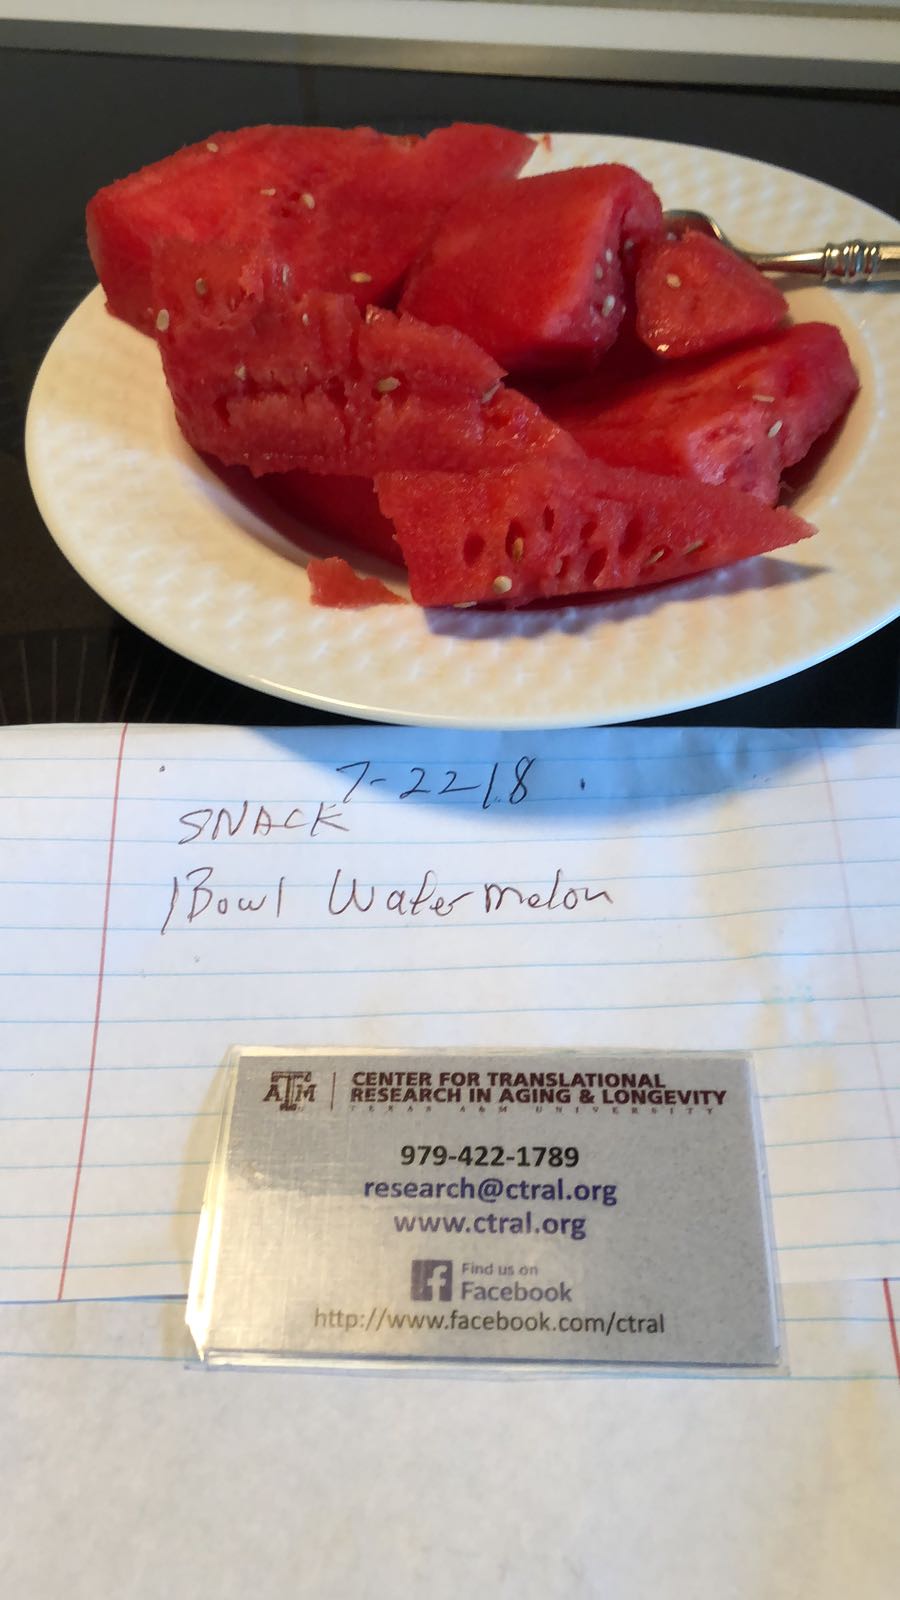 7-22/8
SNACK
1 Bowl Watermelon
ATM
CENTER FOR TRANSLATIONAL
RESEARCH IN AGING & LONGEVITY
TEXAS A&M UNIVERSITY
979-422-1789
research@ctral.org
www.ctral.org
f Find us on
Facebook
http://www.facebook.com/ctral